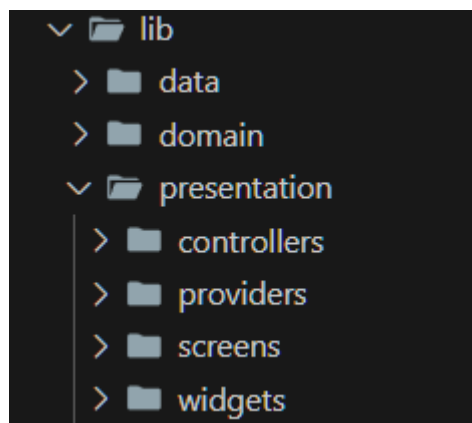 lib
data
domain
presentation
controllers
providers
screens
widgets